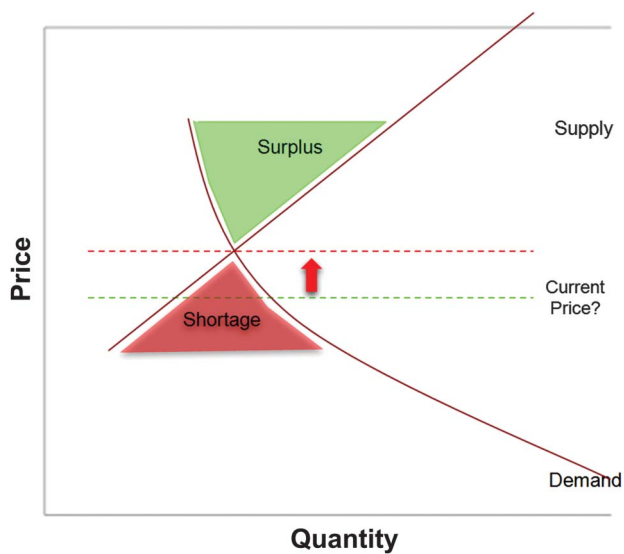 Surplus
Supply
Price
Current
Price?
Shortage
Demand
Quantity